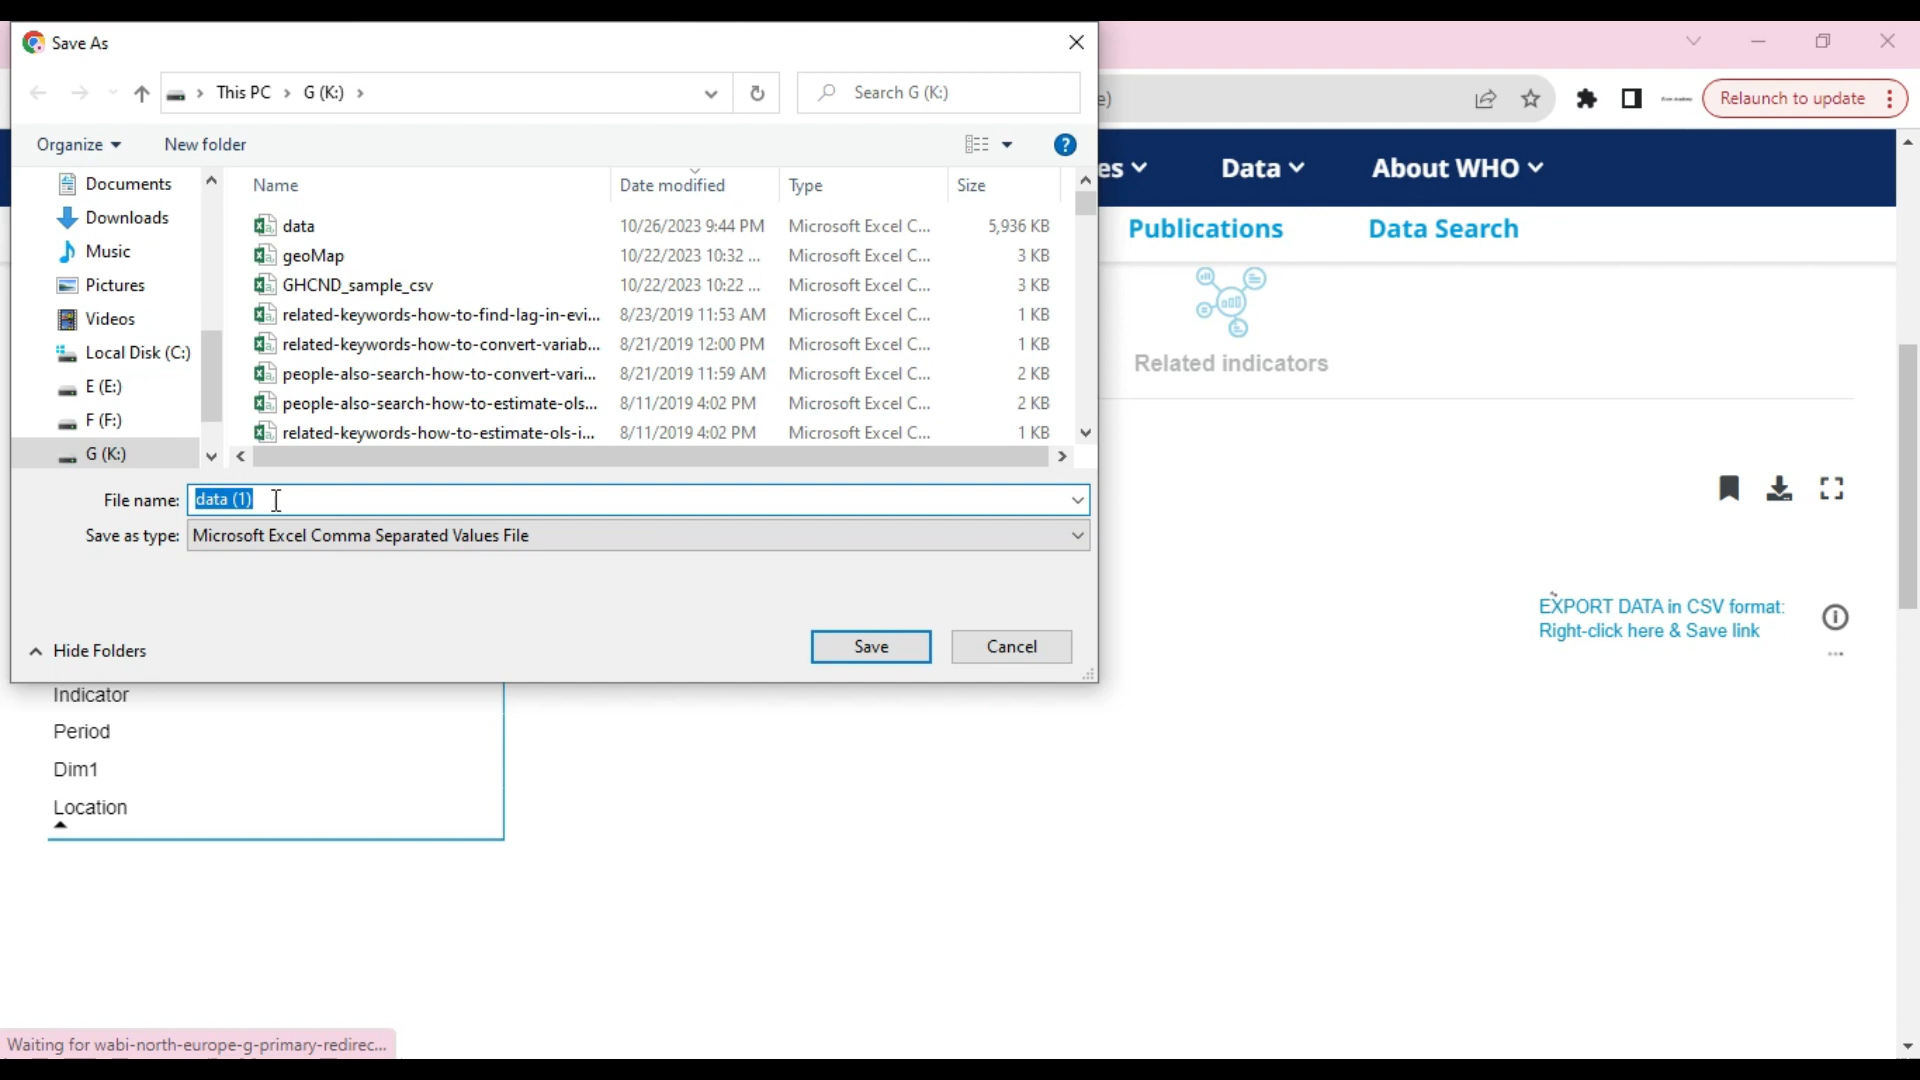 Save As
This PC > G (K:) >
Search G (K:)
e)
Relaunch to update
Organize
New folder
es
Data
About WHO
Publications
Data Search
Documents
Downloads
Music
Pictures
Videos
Local Disk (C:)
E (E:)
F (F:)
G (K:)
Name Date modified Type Size
data 10/26/2023 9:44 PM Microsoft Excel C... 5,936 KB
geoMap 10/22/2023 10:32 ... Microsoft Excel C... 3 KB
GHCND_sample_csv 10/22/2023 10:22 ... Microsoft Excel C... 3 KB
related-keywords-how-to-find-lag-in-evi... 8/23/2019 11:53 AM Microsoft Excel C... 1 KB
related-keywords-how-to-convert-variab... 8/21/2019 12:00 PM Microsoft Excel C... 1 KB
people-also-search-how-to-convert-vari... 8/21/2019 11:59 AM Microsoft Excel C... 2 KB
people-also-search-how-to-estimate-ols... 8/11/2019 4:02 PM Microsoft Excel C... 2 KB
related-keywords-how-to-estimate-ols-i... 8/11/2019 4:02 PM Microsoft Excel C... 1 KB
Related indicators
File name: data (1)
Save as type: Microsoft Excel Comma Separated Values File
EXPORT DATA in CSV format:
Right-click here & Save link
Hide Folders
Save
Cancel
Indicator
Period
Dim1
Location
Waiting for wabi-north-europe-g-primary-redirec...